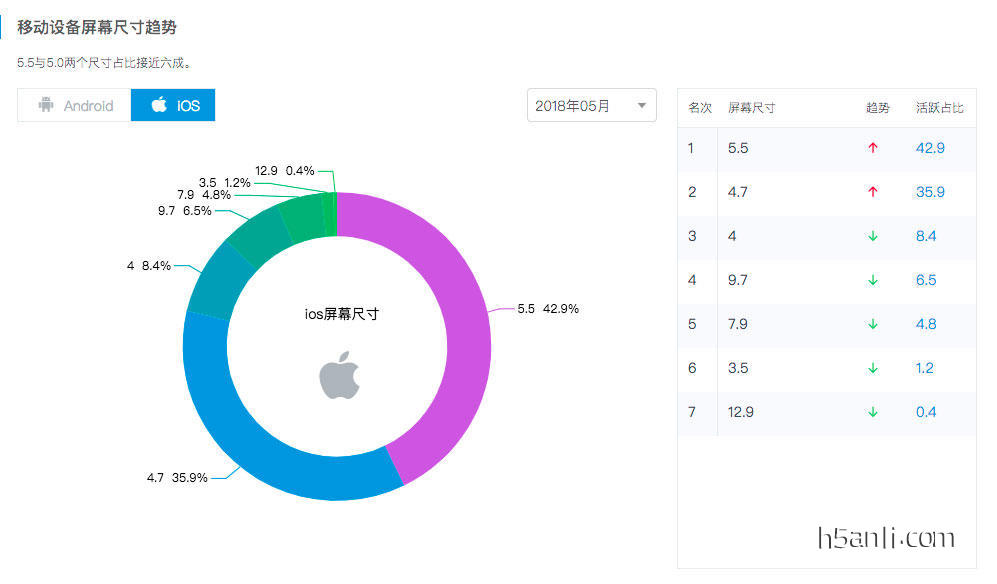 移动设备屏幕尺寸趋势
5.5与5.0两个尺寸占比接近六成。
Android iOS
2018年05月
12.9 0.4%
3.5 1.2%
7.9 4.8%
9.7 6.5%
4 8.4%
5.5 42.9%
ios屏幕尺寸
4.7 35.9%
名次 屏幕尺寸 趋势 活跃占比
1 5.5 ↑ 42.9
2 4.7 ↑ 35.9
3 4 ↓ 8.4
4 9.7 ↓ 6.5
5 7.9 ↓ 4.8
6 3.5 ↓ 1.2
7 12.9 ↓ 0.4
h5anli.com